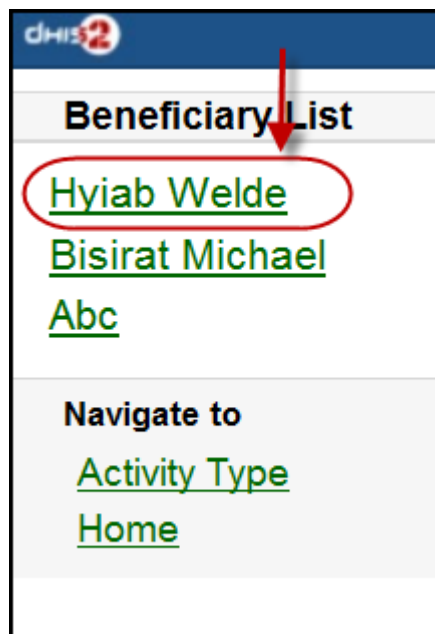 dHIS2
Beneficiary List
Hyiab Welde
Bisirat Michael
Abc
Navigate to
Activity Type
Home